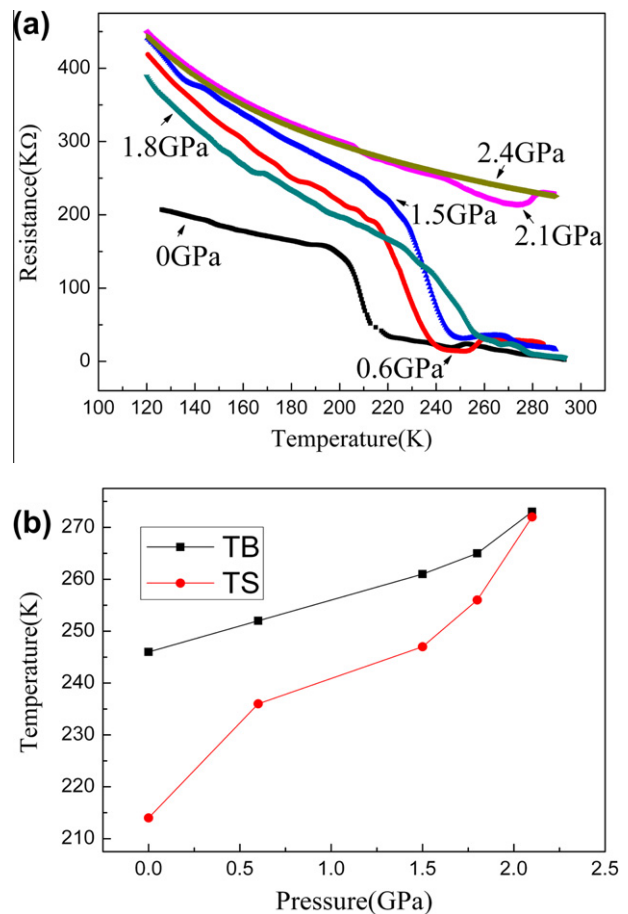 (a)
Resistance(KΩ)
400
300
200
100
0
1.8GPa
0GPa
2.4GPa
1.5GPa
2.1GPa
0.6GPa
100 120 140 160 180 200 220 240 260 280 300
Temperature(K)
(b)
Temperature(K)
270
260
250
240
230
220
210
TB
TS
0.0 0.5 1.0 1.5 2.0 2.5
Pressure(GPa)